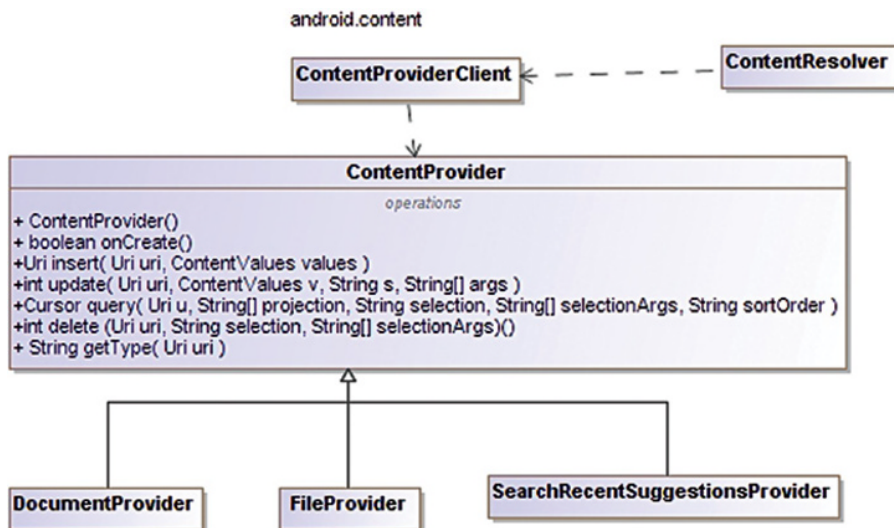 android.content
ContentProviderClient
ContentResolver
ContentProvider
operations
+ ContentProvider()
+ boolean onCreate()
+Uri insert( Uri uri, ContentValues values )
+int update( Uri uri, ContentValues v, String s, String[] args )
+Cursor query( Uri u, String[] projection, String selection, String[] selectionArgs, String sortOrder )
+int delete (Uri uri, String selection, String[] selectionArgs)()
+ String getType( Uri uri )
DocumentProvider
FileProvider
SearchRecentSuggestionsProvider